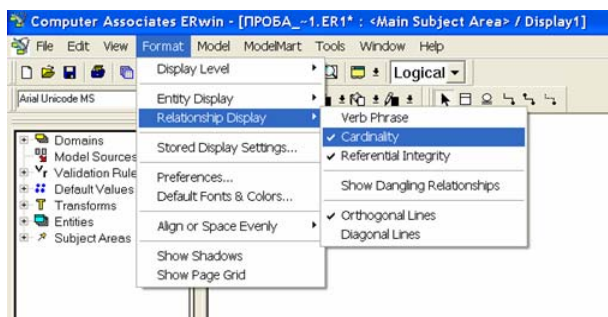 Computer Associates ERwin - [ПРОБА_~1.ER1* : <Main Subject Area> / Display1]
File Edit View Format Model ModelMart Tools Window Help
Logical
Arial Unicode MS
Display Level
Entity Display
Relationship Display
Stored Display Settings...
Preferences...
Default Fonts & Colors...
Align or Space Evenly
Show Shadows
Show Page Grid
Verb Phrase
Cardinality
Referential Integrity
Show Dangling Relationships
Orthogonal Lines
Diagonal Lines
Domains
Model Sources
Validation Rule
Default Values
Transforms
Entities
Subject Areas